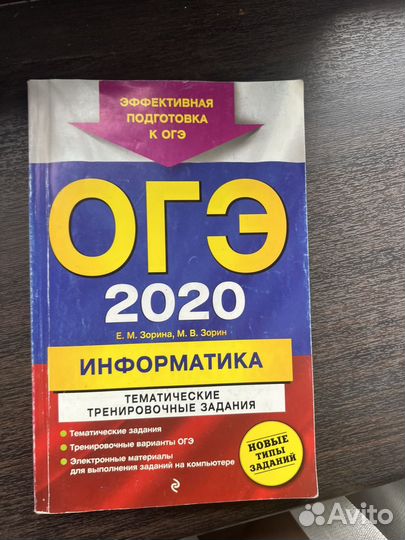 ЭФФЕКТИВНАЯ
ПОДГОТОВКА
К ОГЭ
ОГЭ
2020
Е. М. Зорина, М. В. Зорин
ИНФОРМАТИКА
ТЕМАТИЧЕСКИЕ
ТРЕНИРОВОЧНЫЕ ЗАДАНИЯ
Тематические задания
Тренировочные варианты ОГЭ
Электронные материалы
для выполнения заданий на компьютере
НОВЫЕ
ТИПЫ
ЗАДАНИЙ
Avito